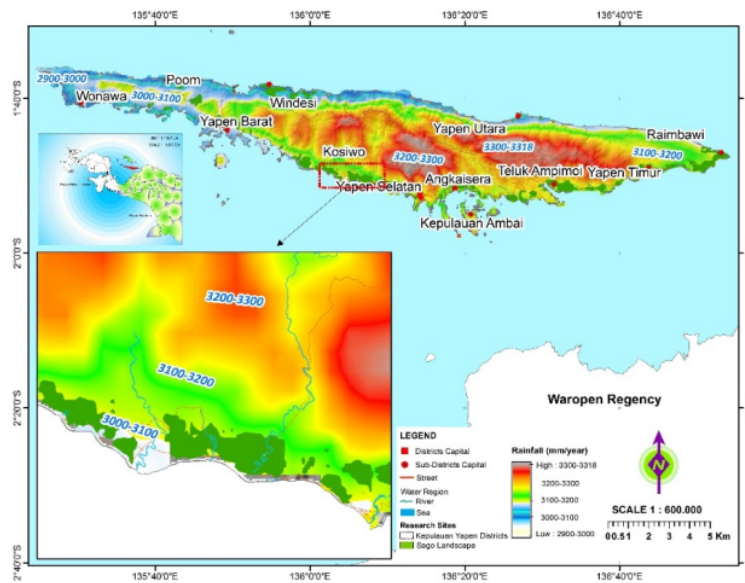 135°40'0"E 136°0'0"E 136°20'0"E 136°40'0"E
1°40'0"S
2°0'0"S
2°20'0"S
2°40'0"S
2900-3000
Poom
Wonawa
3000-3100
Windesi
Yapen Barat
Yapen Utara
Raimbawi
Kosiwo
3300-3318
3100-3200
3200-3300
Teluk Ampimoi
Yapen Timur
Angkaisera
Yapen Selatan
Kepulauan Ambai
3200-3300
3100-3200
3000-3100
Waropen Regency
LEGEND
Districts Capital
Sub-Districts Capital
Street
Water Region
River
Sea
Research Sites
Kepulauan Yapen Districts
Sago Landscape
Rainfall (mm/year)
High : 3300-3318
3200-3300
3100-3200
3000-3100
Low : 2900-3000
N
SCALE 1 : 600.000
0 0.5 1 2 3 4 5 Km
135°40'0"E 136°0'0"E 136°20'0"E 136°40'0"E